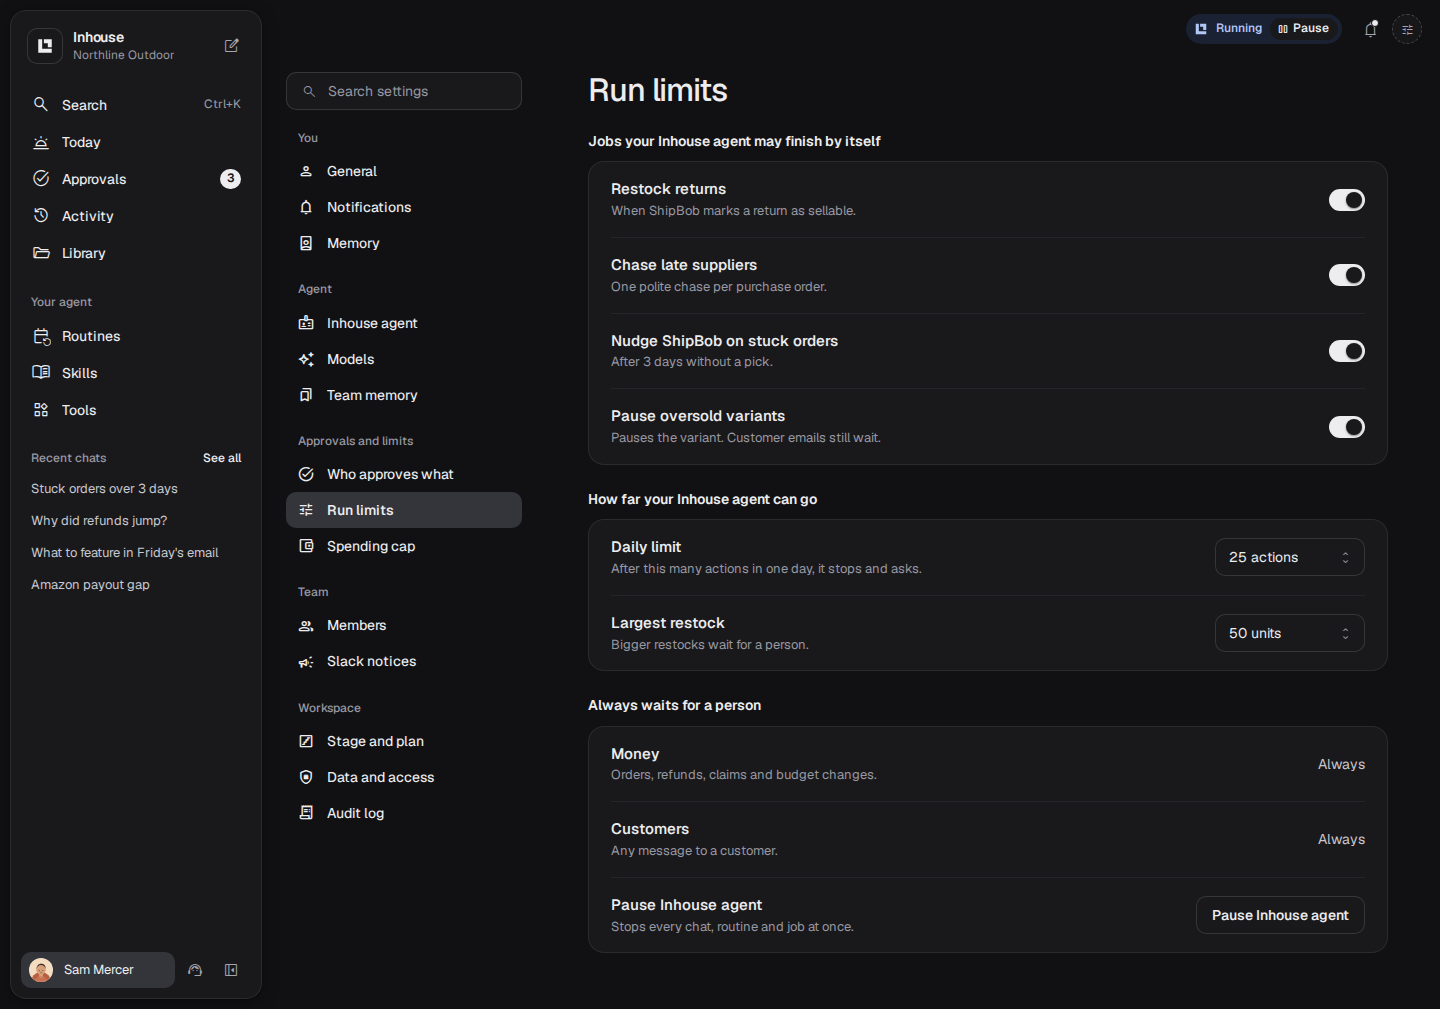 Inhouse
Northline Outdoor
Search Ctrl+K
Today
Approvals 3
Activity
Library
Your agent
Routines
Skills
Tools
Recent chats See all
Stuck orders over 3 days
Why did refunds jump?
What to feature in Friday's email
Amazon payout gap
Sam Mercer
Search settings
You
General
Notifications
Memory
Agent
Inhouse agent
Models
Team memory
Approvals and limits
Who approves what
Run limits
Spending cap
Team
Members
Slack notices
Workspace
Stage and plan
Data and access
Audit log
Running Pause
Run limits
Jobs your Inhouse agent may finish by itself
Restock returns
When ShipBob marks a return as sellable.
Chase late suppliers
One polite chase per purchase order.
Nudge ShipBob on stuck orders
After 3 days without a pick.
Pause oversold variants
Pauses the variant. Customer emails still wait.
How far your Inhouse agent can go
Daily limit
After this many actions in one day, it stops and asks.
25 actions
Largest restock
Bigger restocks wait for a person.
50 units
Always waits for a person
Money
Orders, refunds, claims and budget changes.
Always
Customers
Any message to a customer.
Always
Pause Inhouse agent
Stops every chat, routine and job at once.
Pause Inhouse agent